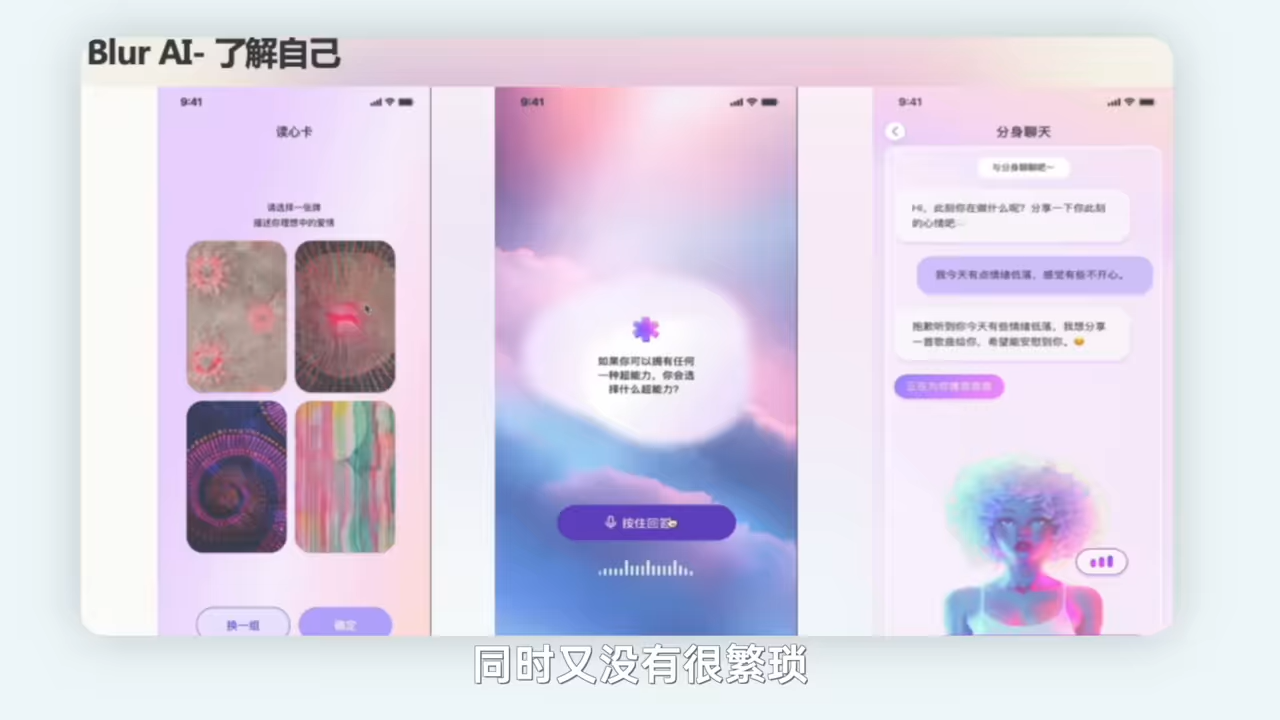 Blur AI- 了解自己
9:41
读心卡
请选择一张牌
描述你理想中的爱情
换一组
确定
9:41
如果你可以拥有任何
一种超能力，你会选
择什么超能力？
按住回答
9:41
分身聊天
与分身聊聊吧~
Hi，此刻你在做什么呢？分享一下你此刻
的心情吧~
我今天有点情绪低落，感觉有些不开心。
抱歉听到你今天有些情绪低落，我想分享
一首歌曲给你，希望能安慰到你。
同时又没有很繁琐